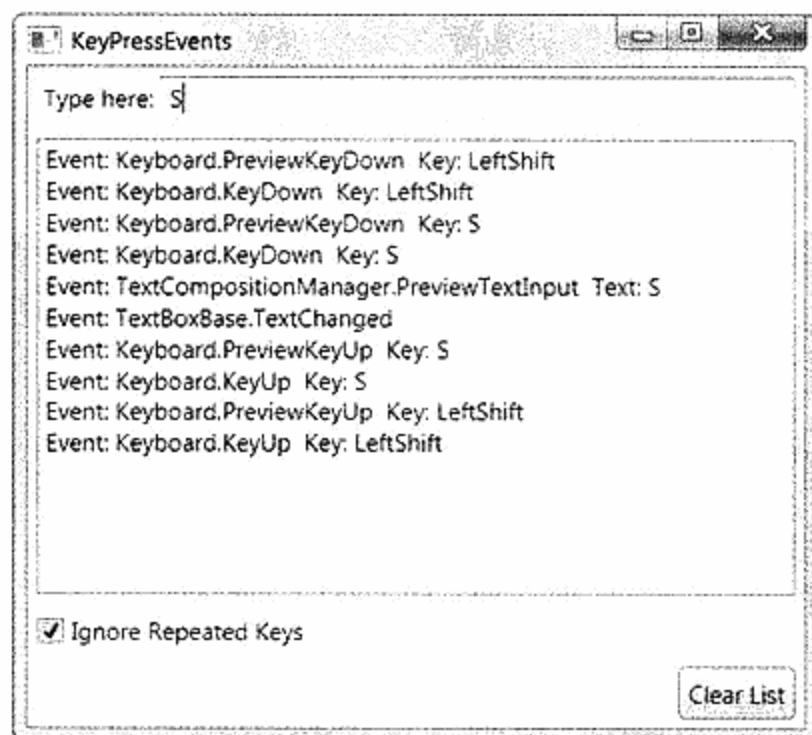 KeyPressEvents
Type here: S
Event: Keyboard.PreviewKeyDown Key: LeftShift
Event: Keyboard.KeyDown Key: LeftShift
Event: Keyboard.PreviewKeyDown Key: S
Event: Keyboard.KeyDown Key: S
Event: TextCompositionManager.PreviewTextInput Text: S
Event: TextBoxBase.TextChanged
Event: Keyboard.PreviewKeyUp Key: S
Event: Keyboard.KeyUp Key: S
Event: Keyboard.PreviewKeyUp Key: LeftShift
Event: Keyboard.KeyUp Key: LeftShift
Ignore Repeated Keys
Clear List